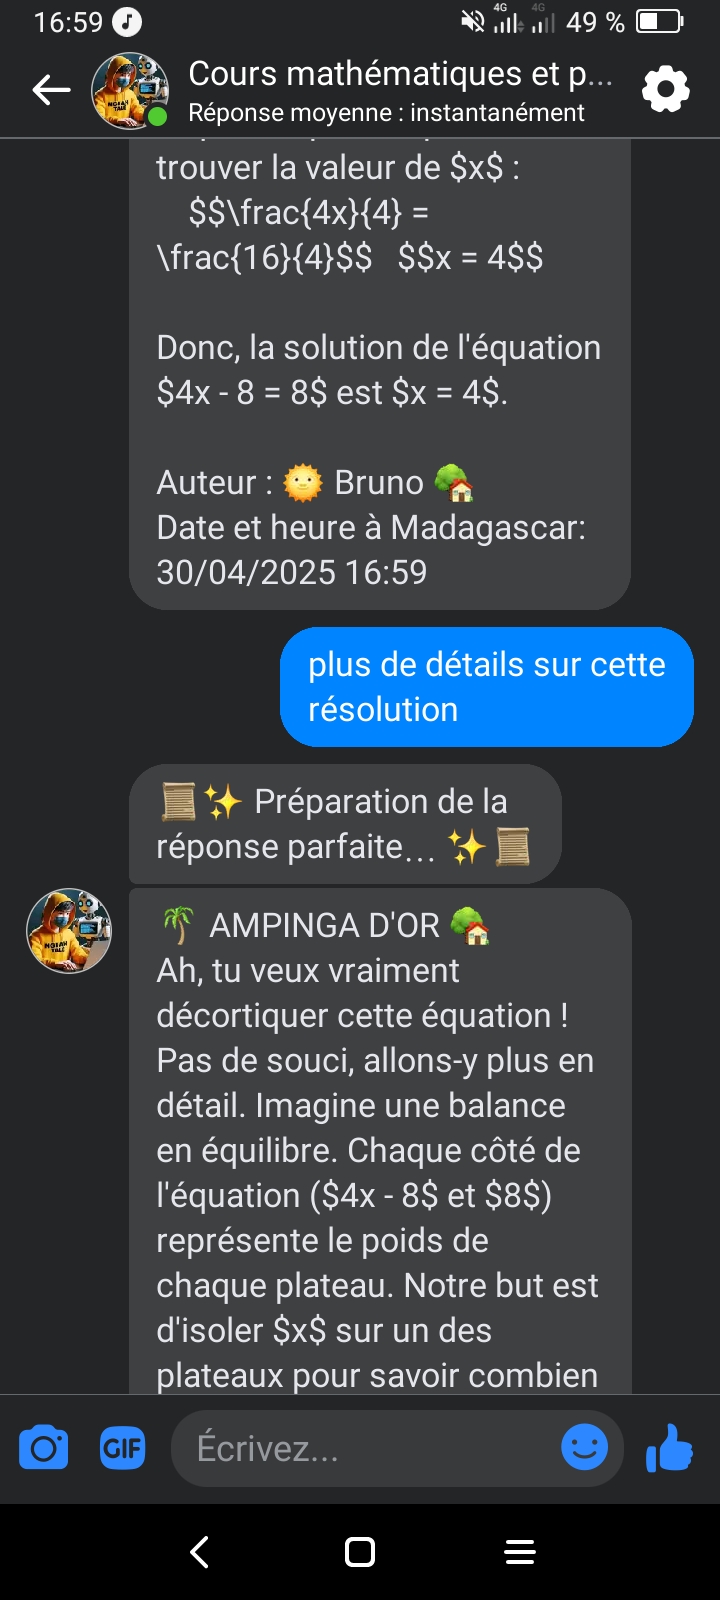 16:59
4G 4G 49 %
Cours mathématiques et p...
Réponse moyenne : instantanément
trouver la valeur de $x$ :
$$\frac{4x}{4} =
\frac{16}{4}$$ $$x = 4$$
Donc, la solution de l'équation
$4x - 8 = 8$ est $x = 4$.
Auteur : 🌞 Bruno 🏡
Date et heure à Madagascar:
30/04/2025 16:59
plus de détails sur cette
résolution
📜✨ Préparation de la
réponse parfaite... ✨📜
🌴 AMPINGA D'OR 🏡
Ah, tu veux vraiment
décortiquer cette équation !
Pas de souci, allons-y plus en
détail. Imagine une balance
en équilibre. Chaque côté de
l'équation ($4x - 8$ et $8$)
représente le poids de
chaque plateau. Notre but est
d'isoler $x$ sur un des
plateaux pour savoir combien
GIF
Écrivez...